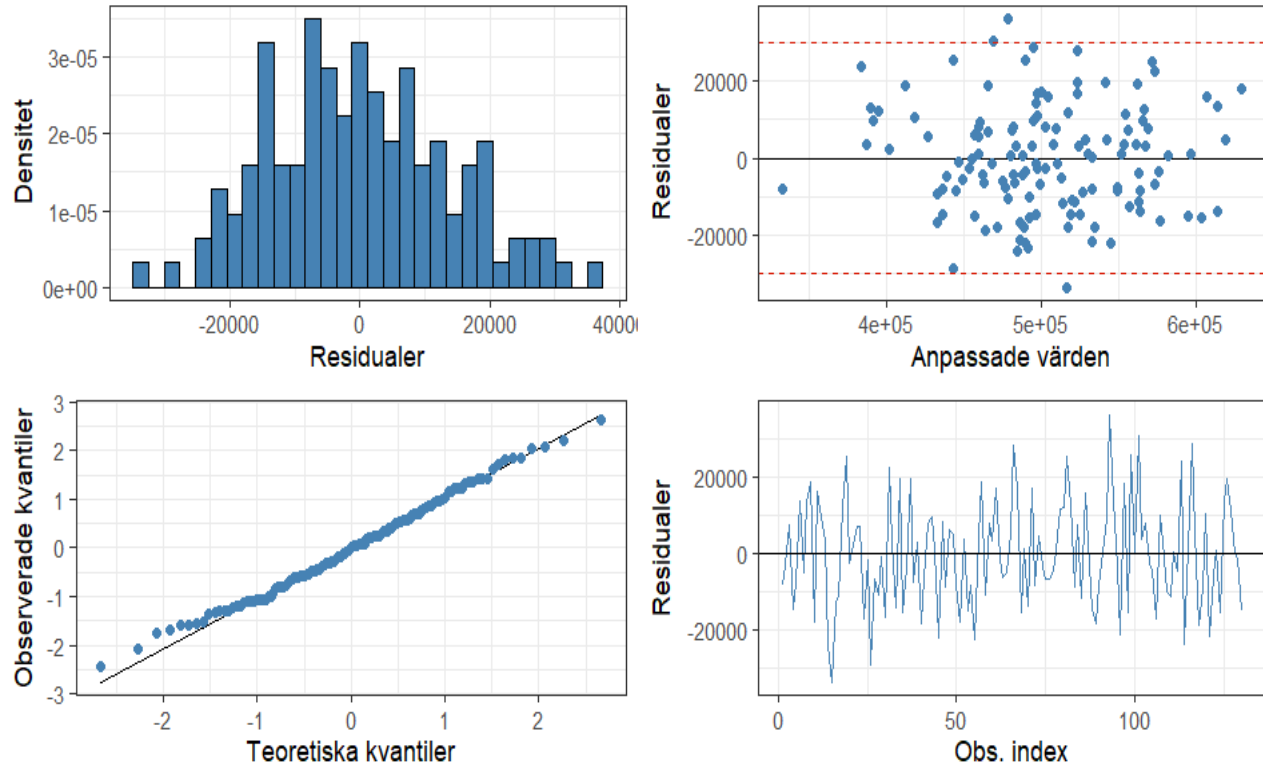 3e-05
2e-05
1e-05
0e+00
Densitet
-20000
0
20000
40000
Residualer
20000
0
-20000
Residualer
4e+05
5e+05
6e+05
Anpassade värden
3
2
1
0
-1
-2
-3
Observerade kvantiler
-2
-1
0
1
2
Teoretiska kvantiler
20000
0
-20000
Residualer
0
50
100
Obs. index